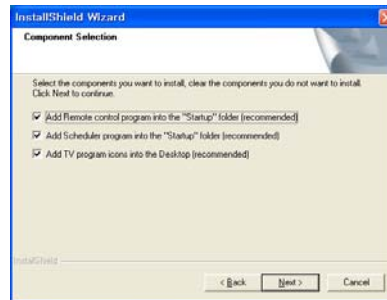 InstallShield Wizard
Component Selection
Select the components you want to install, clear the components you do not want to install.
Click Next to continue.
Add Remote control program into the "Startup" folder (recommended)
Add Scheduler program into the "Startup" folder (recommended)
Add TV program icons into the Desktop (recommended)
InstallShield
< Back
Next >
Cancel